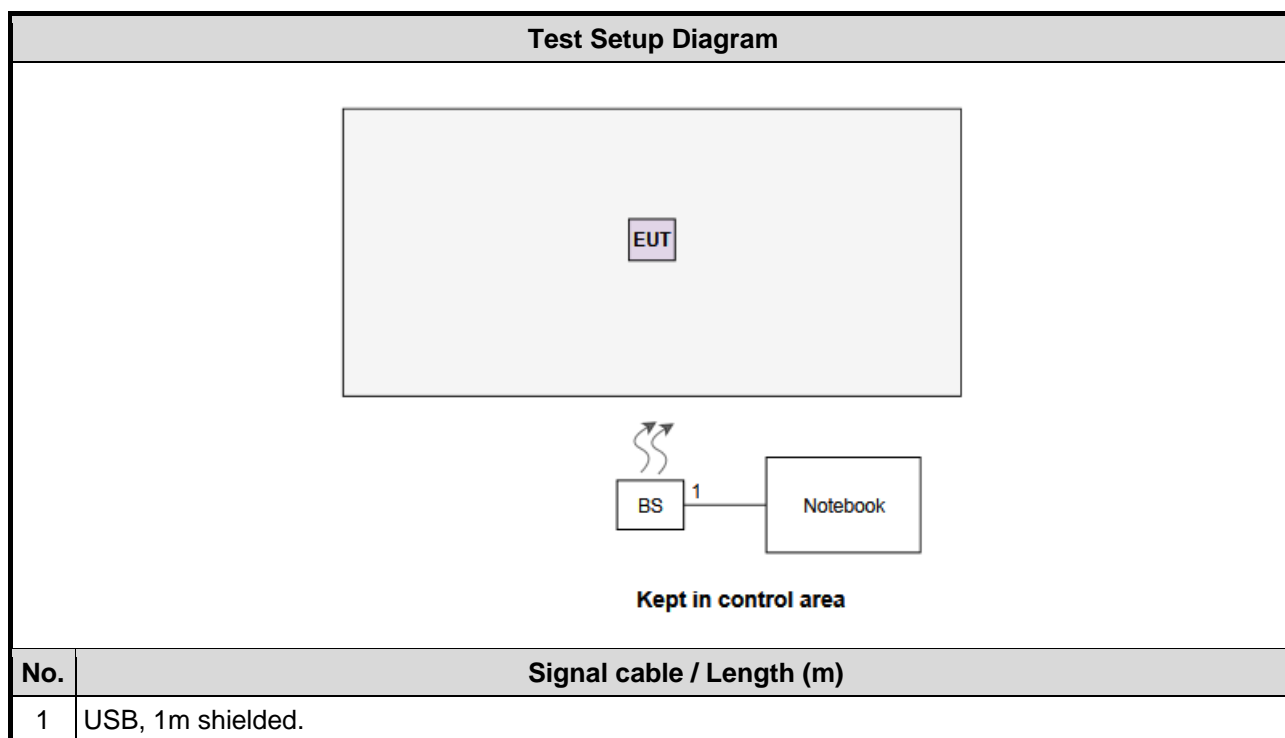 Test Setup Diagram
EUT
BS
1
Notebook
Kept in control area
No. Signal cable / Length (m)
1 USB, 1m shielded.